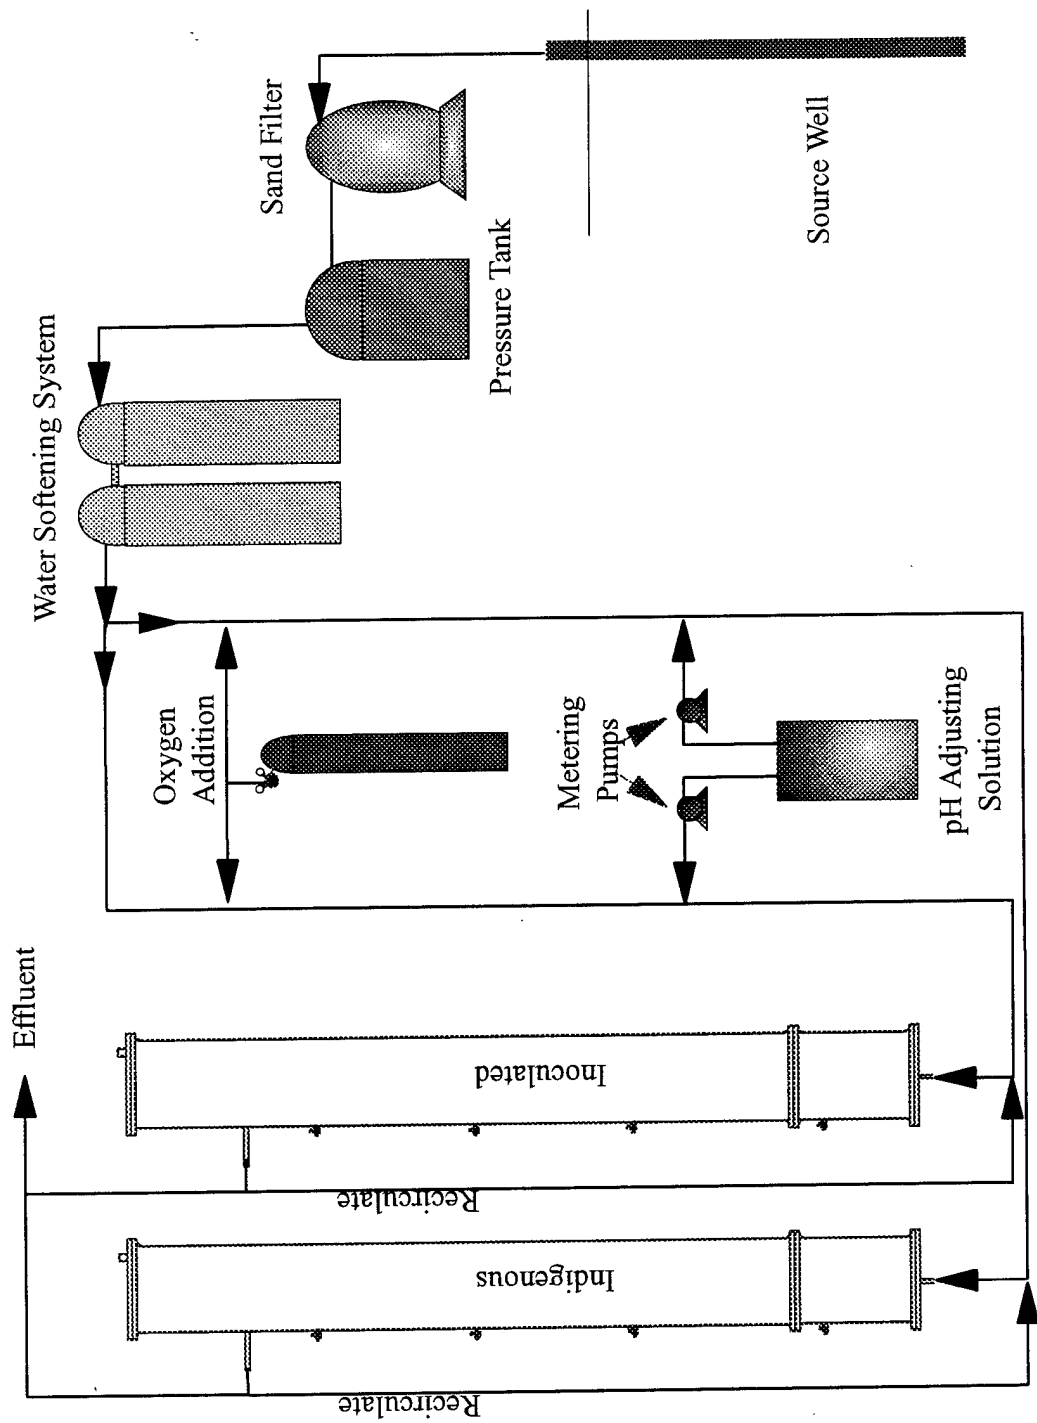 Effluent
Recirculate
Indigenous
Recirculate
Inoculated
Oxygen
Addition
Metering
Pumps
pH Adjusting
Solution
Water Softening System
Pressure Tank
Sand Filter
Source Well